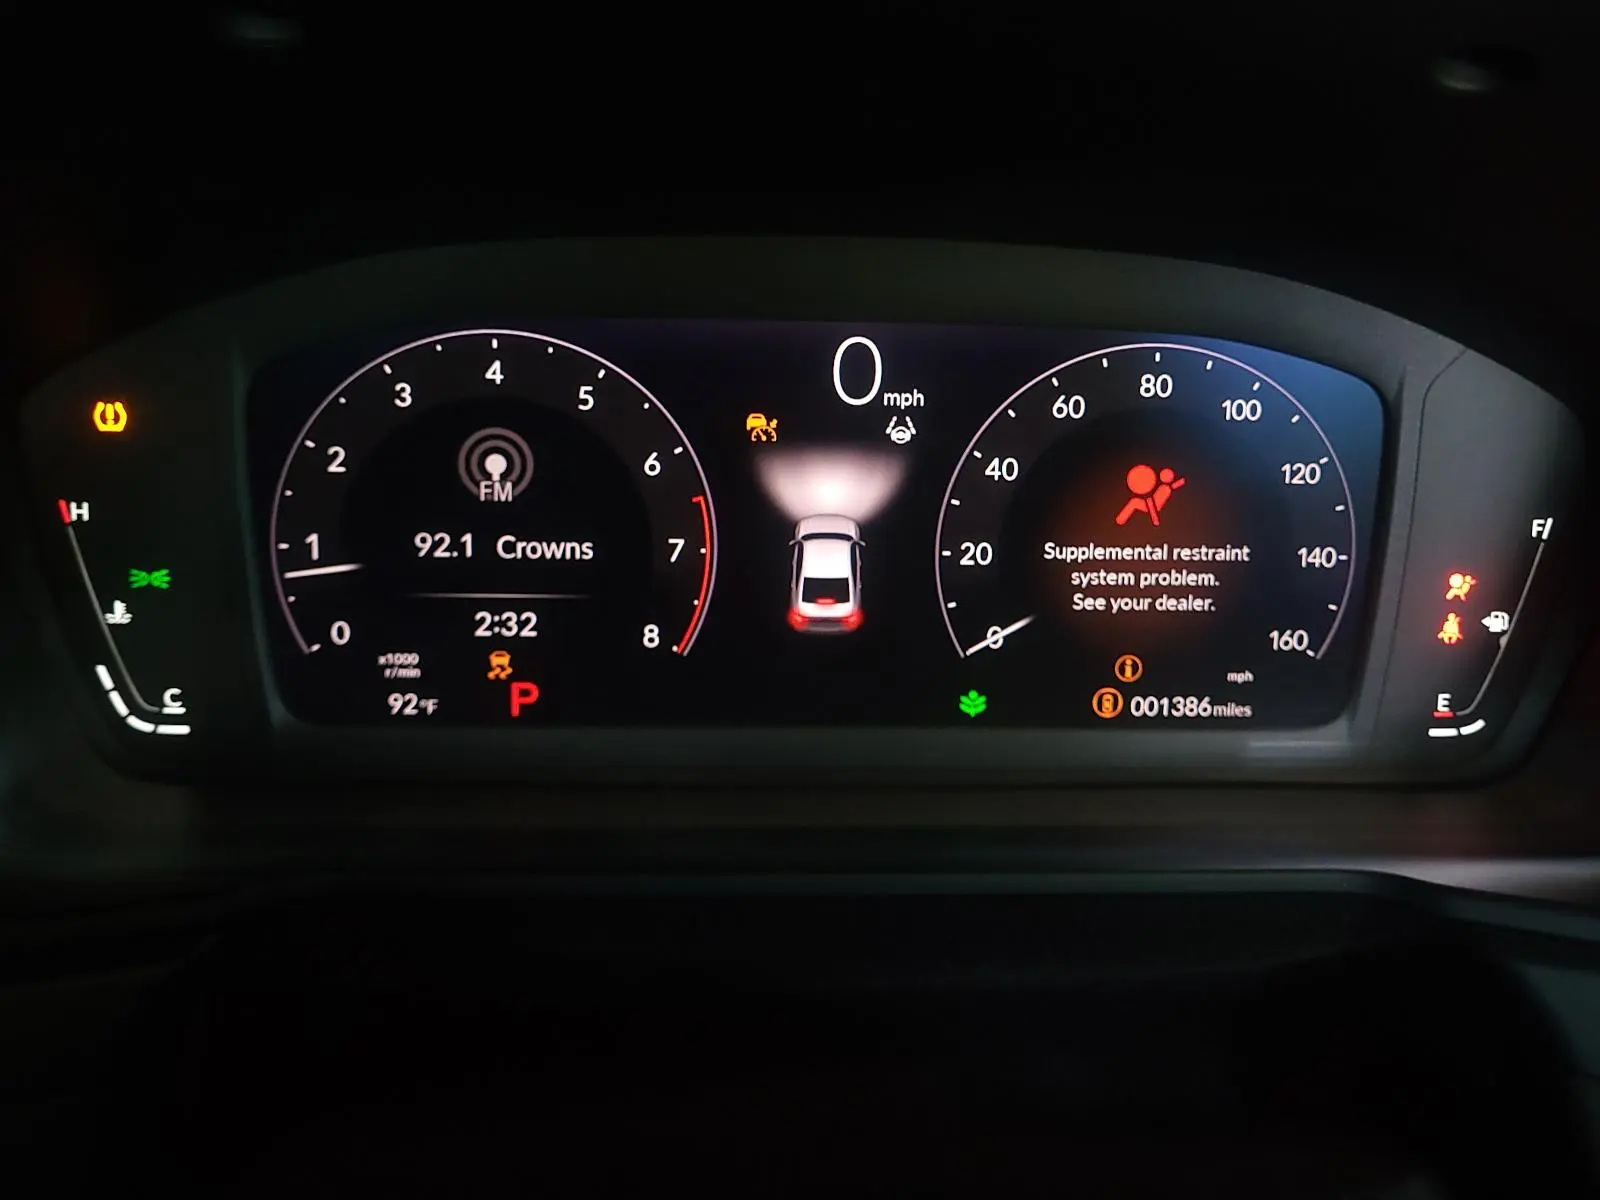 0 mph
0
1
2
3
4
5
6
7
8
FM
92.1 Crowns
2:32
x1000
r/min
92°F
P
H
C
0
20
40
60
80
100
120
140
160
Supplemental restraint
system problem.
See your dealer.
mph
i
001386 miles
F
E